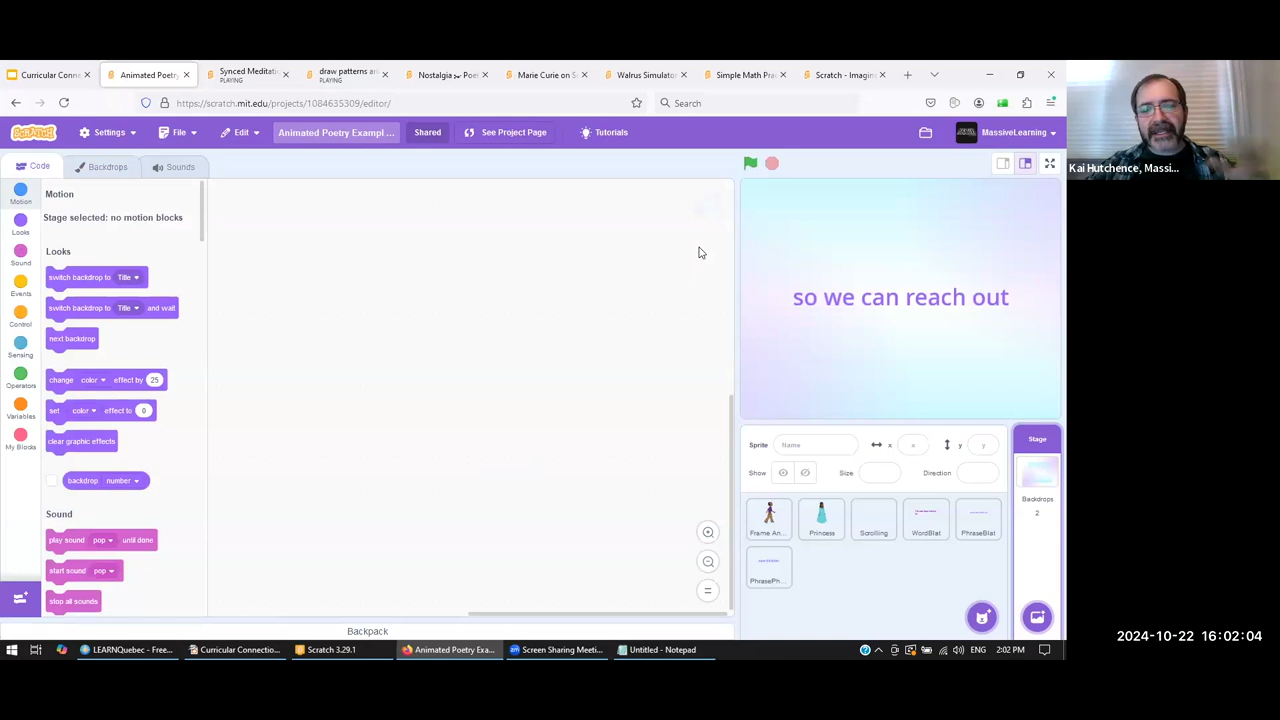 Curricular Conne
Animated Poetry
Synced Meditati
PLAYING
draw patterns an
PLAYING
Nostalgia
Poe
Marie Curie on S
Walrus Simulator
Simple Math Pra
Scratch - Imagin
https://scratch.mit.edu/projects/1084635309/editor/
Search
SCRATCH
Settings
File
Edit
Animated Poetry Exampl ...
Shared
See Project Page
Tutorials
MassiveLearning
Kai Hutchence, Massi...
Code
Backdrops
Sounds
Motion
Looks
Sound
Events
Control
Sensing
Operators
Variables
My Blocks
Motion
Stage selected: no motion blocks
Looks
switch backdrop to Title
switch backdrop to Title and wait
next backdrop
change color effect by 25
set color effect to 0
clear graphic effects
backdrop number
Sound
play sound pop until done
start sound pop
stop all sounds
so we can reach out
Sprite Name x x y y
Show Size Direction
Stage
Backdrops
2
Frame An...
Princess
Scrolling
WordBlat
PhraseBlat
PhrasePh...
Backpack
LEARNQuebec - Free...
Curricular Connectio...
Scratch 3.29.1
Animated Poetry Exa...
Screen Sharing Meeti...
Untitled - Notepad
ENG
2:02 PM
2024-10-22 16:02:04